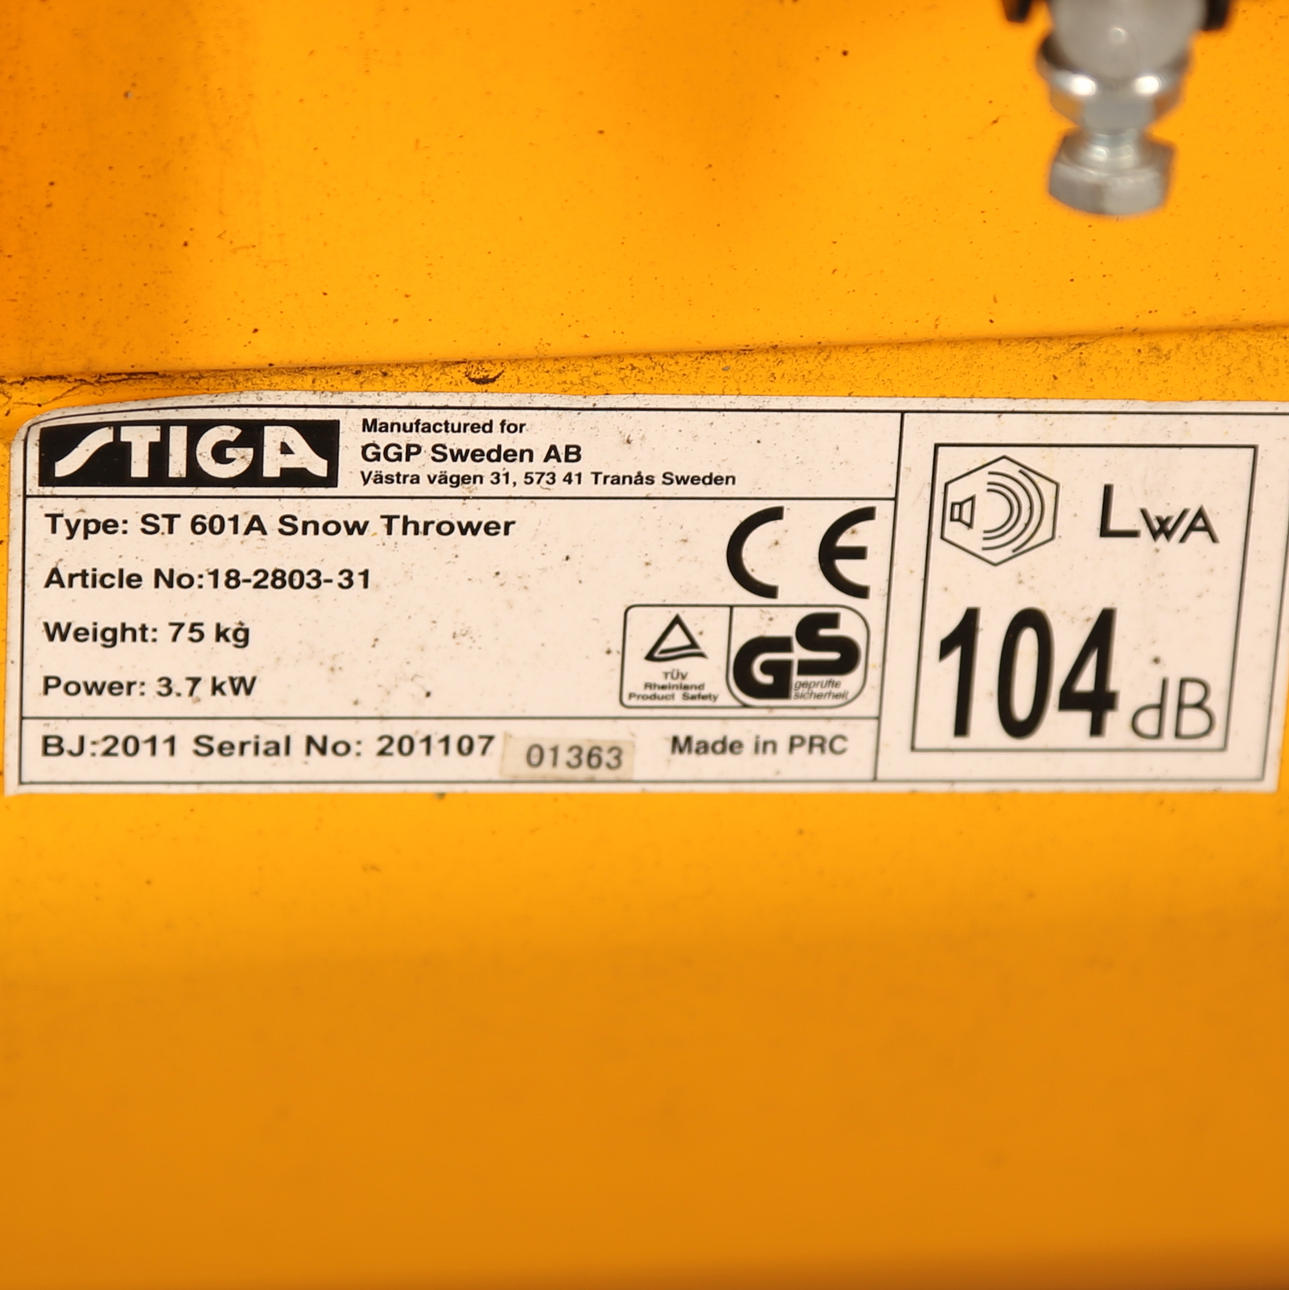 STIGA
Manufactured for
GGP Sweden AB
Västra vägen 31, 573 41 Tranås Sweden
Type: ST 601A Snow Thrower
Article No:18-2803-31
Weight: 75 kg
Power: 3.7 kW
CE
TÜV
Rheinland
Product Safety
GS
geprüfte
sicherheit
BJ:2011 Serial No: 201107 01363 Made in PRC
LWA
104 dB